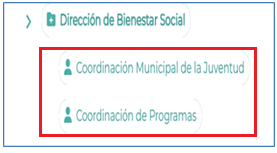 Dirección de Bienestar Social
Coordinación Municipal de la Juventud
Coordinación de Programas